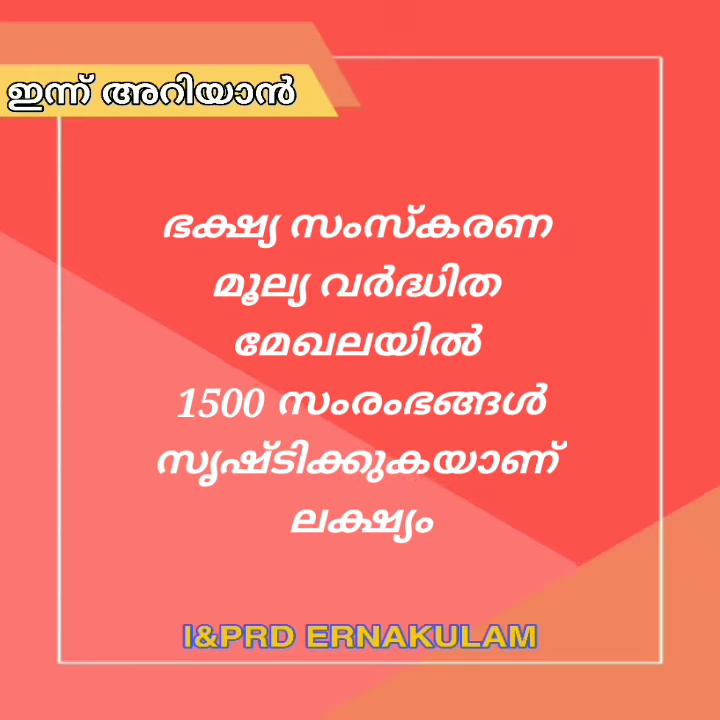 ഇന്ന് അറിയാൻ
ഭക്ഷ്യ സംസ്കരണ
മൂല്യ വർദ്ധിത
മേഖലയിൽ
1500 സംരംഭങ്ങൾ
സൃഷ്ടിക്കുകയാണ്
ലക്ഷ്യം
I&PRD ERNAKULAM